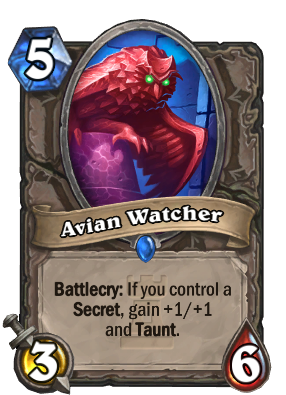 5
Avian Watcher
Battlecry: If you control a
Secret, gain +1/+1
and Taunt.
3
6